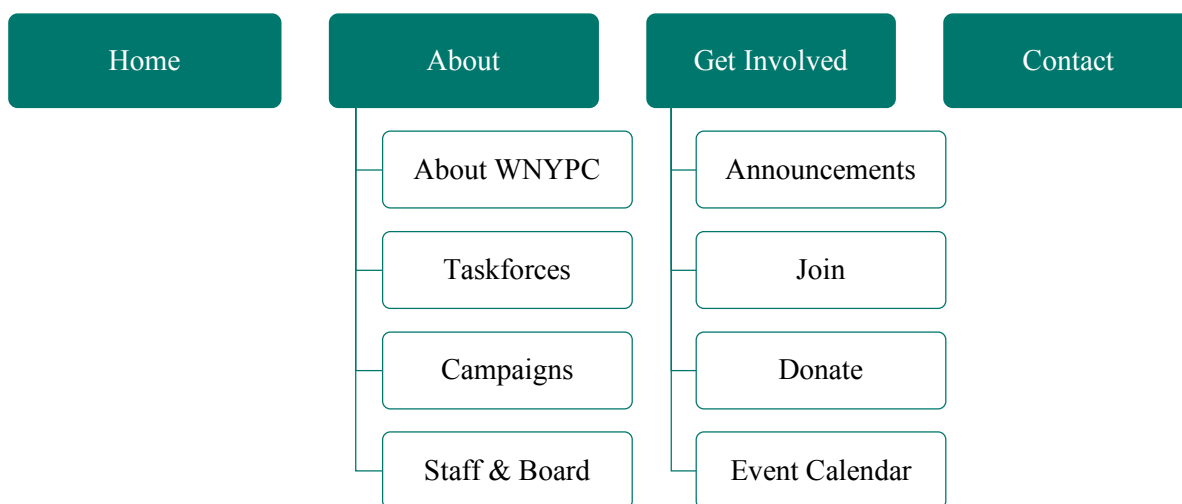 Home
About
Get Involved
Contact
About WNYPC
Announcements
Taskforces
Join
Campaigns
Donate
Staff & Board
Event Calendar